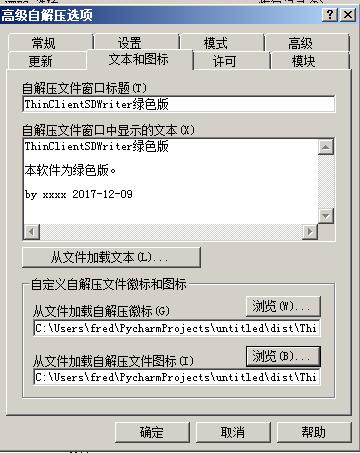 高级自解压选项
常规 设置 模式 高级
更新 文本和图标 许可 模块
自解压文件窗口标题(T)
ThinClientSDWriter绿色版
自解压文件窗口中显示的文本(X)
ThinClientSDWriter绿色版
本软件为绿色版。
by xxxx 2017-12-09
从文件加载文本(L)...
自定义自解压文件徽标和图标
从文件加载自解压徽标(G) 浏览(W)...
C:\Users\fred\PycharmProjects\untitled\dist\Thi
从文件加载自解压文件图标(I) 浏览(B)...
C:\Users\fred\PycharmProjects\untitled\dist\Thi
确定 取消 帮助